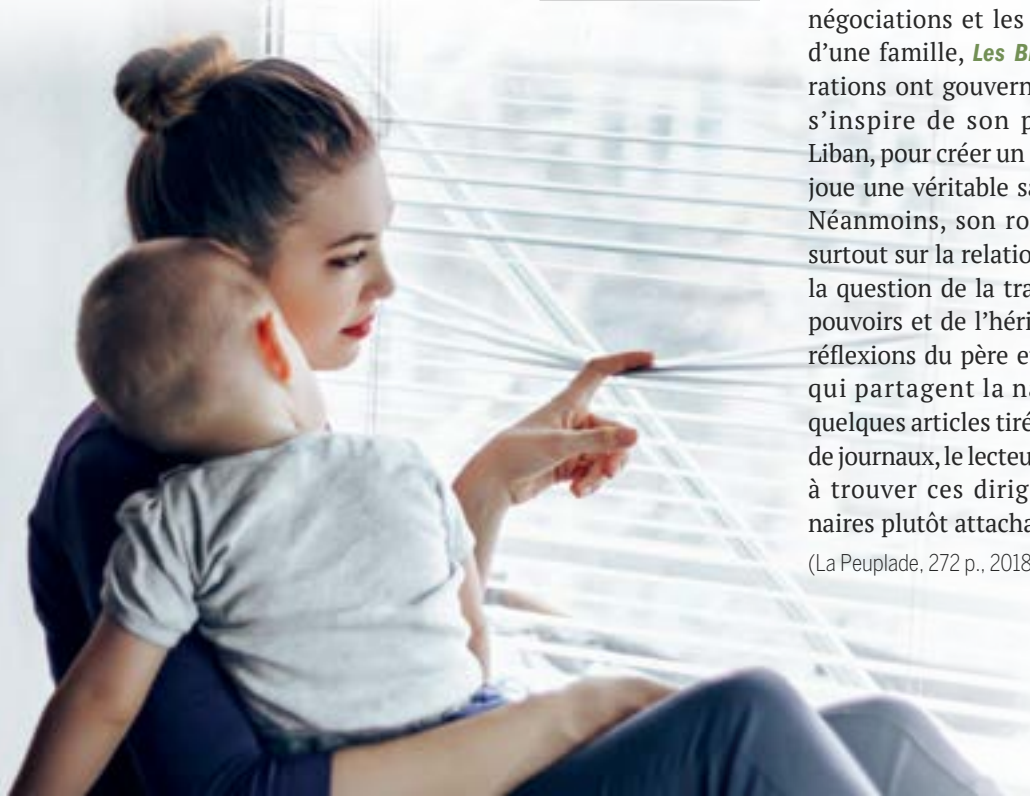 négociations et les
d'une famille, Les B
rations ont gouvern
s'inspire de son p
Liban, pour créer un
joue une véritable sa
Néanmoins, son ro
surtout sur la relatio
la question de la tra
pouvoirs et de l'héri
réflexions du père e
qui partagent la na
quelques articles tiré
de journaux, le lecteu
à trouver ces dirig
naires plutôt attacha
(La Peuplade, 272 p., 2018